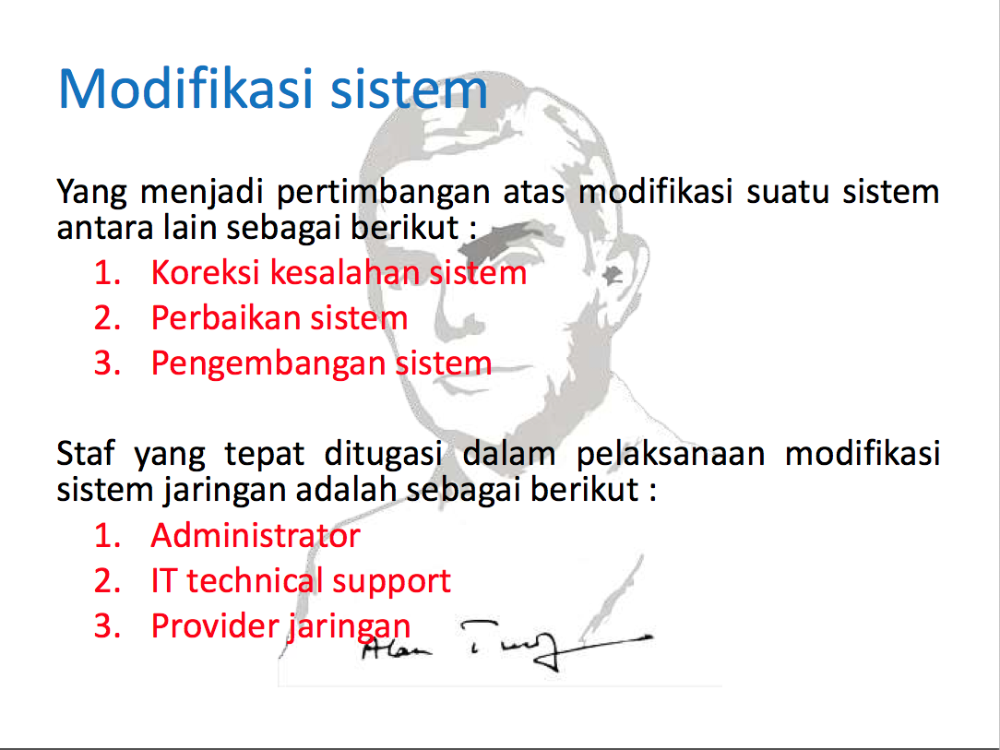 Modifikasi sistem
Yang menjadi pertimbangan atas modifikasi suatu sistem
antara lain sebagai berikut :
1. Koreksi kesalahan sistem
2. Perbaikan sistem
3. Pengembangan sistem
Staf yang tepat ditugasi dalam pelaksanaan modifikasi
sistem jaringan adalah sebagai berikut :
1. Administrator
2. IT technical support
3. Provider jaringan
Alan Turing